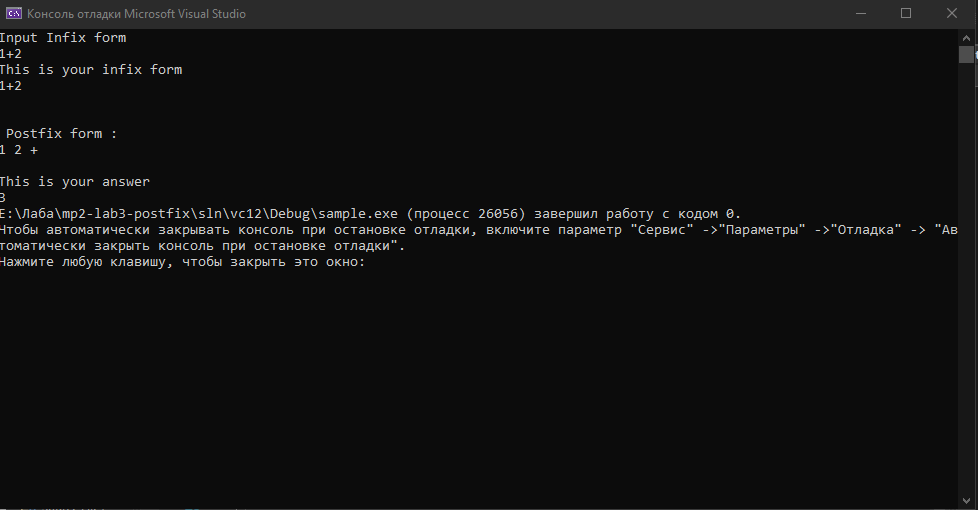 Консоль отладки Microsoft Visual Studio
Input Infix form
1+2
This is your infix form
1+2
Postfix form :
1 2 +
This is your answer
3
E:\Лаба\mp2-lab3-postfix\sln\vc12\Debug\sample.exe (процесс 26056) завершил работу с кодом 0.
Чтобы автоматически закрывать консоль при остановке отладки, включите параметр "Сервис" ->"Параметры" ->"Отладка" -> "Ав
томатически закрыть консоль при остановке отладки".
Нажмите любую клавишу, чтобы закрыть это окно: